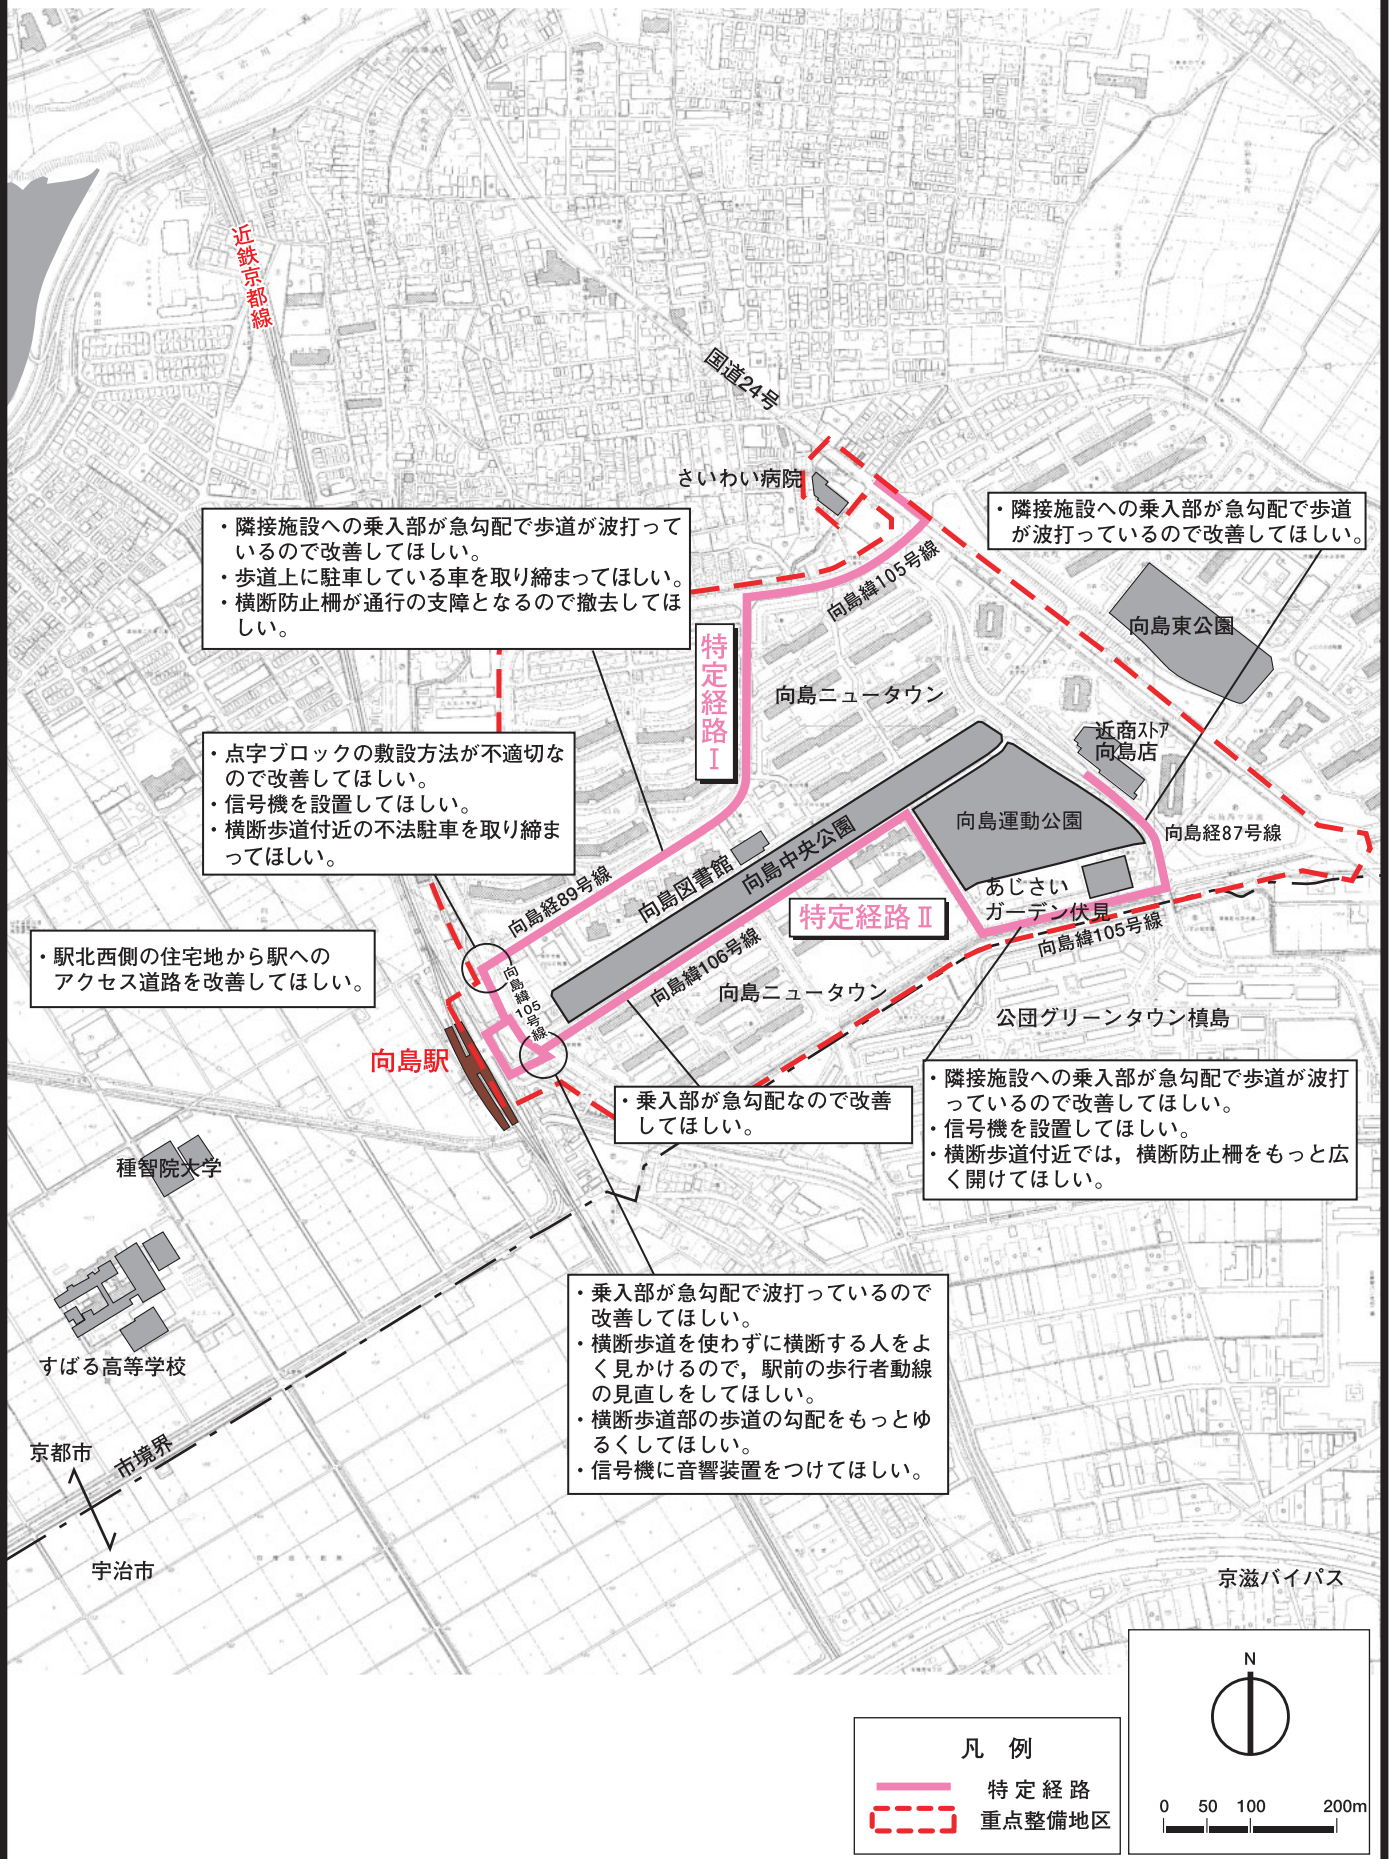 近鉄京都線
国道24号
さいわい病院
・隣接施設への乗入部が急勾配で歩道が波打って
いるので改善してほしい。
・歩道上に駐車している車を取り締まってほしい。
・横断防止柵が通行の支障となるので撤去してほ
しい。
・隣接施設への乗入部が急勾配で歩道
が波打っているので改善してほしい。
向島緯105号線
向島東公園
特定経路Ⅰ
向島ニュータウン
近商ストア
向島店
・点字ブロックの敷設方法が不適切な
ので改善してほしい。
・信号機を設置してほしい。
・横断歩道付近の不法駐車を取り締ま
ってほしい。
向島運動公園
向島経87号線
向島中央公園
向島図書館
向島経89号線
あじさい
ガーデン伏見
特定経路Ⅱ
向島緯105号線
向島緯106号線
・駅北西側の住宅地から駅への
アクセス道路を改善してほしい。
向島緯105号線
向島ニュータウン
公団グリーンタウン槙島
向島駅
・乗入部が急勾配なので改善
してほしい。
・隣接施設への乗入部が急勾配で歩道が波打
っているので改善してほしい。
・信号機を設置してほしい。
・横断歩道付近では，横断防止柵をもっと広
く開けてほしい。
種智院大学
すばる高等学校
・乗入部が急勾配で波打っているので
改善してほしい。
・横断歩道を使わずに横断する人をよ
く見かけるので，駅前の歩行者動線
の見直しをしてほしい。
・横断歩道部の歩道の勾配をもっとゆ
るくしてほしい。
・信号機に音響装置をつけてほしい。
京都市
市境界
宇治市
京滋バイパス
N
凡 例
特定経路
重点整備地区
0 50 100 200m